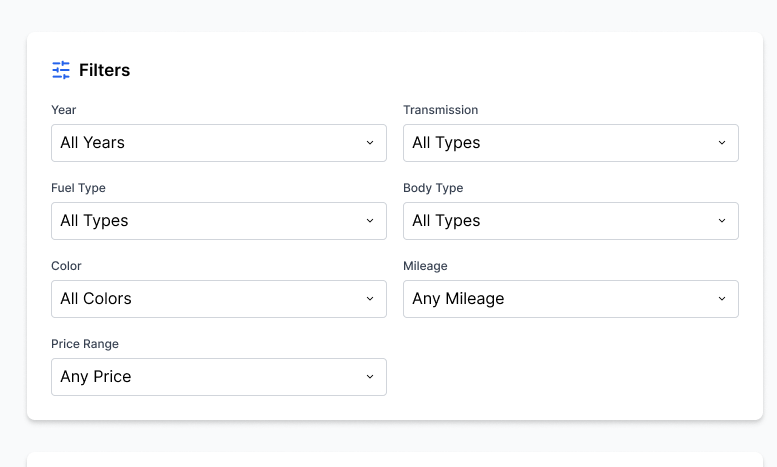 Filters
Year
Transmission
All Years
All Types
Fuel Type
Body Type
All Types
All Types
Color
Mileage
All Colors
Any Mileage
Price Range
Any Price